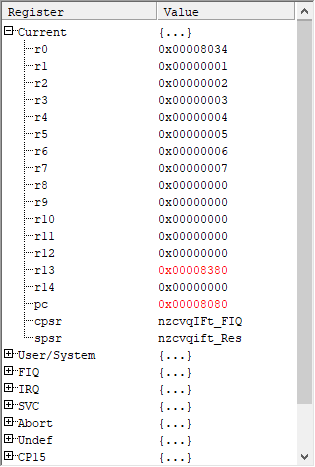 Register Value
Current {...}
r0 0x00008034
r1 0x00000001
r2 0x00000002
r3 0x00000003
r4 0x00000004
r5 0x00000005
r6 0x00000006
r7 0x00000007
r8 0x00000000
r9 0x00000000
r10 0x00000000
r11 0x00000000
r12 0x00000000
r13 0x00008380
r14 0x00000000
pc 0x00008080
cpsr nzcvqIFt_FIQ
spsr nzcvqift_Res
User/System {...}
FIQ {...}
IRQ {...}
SVC {...}
Abort {...}
Undef {...}
CP15 {...}